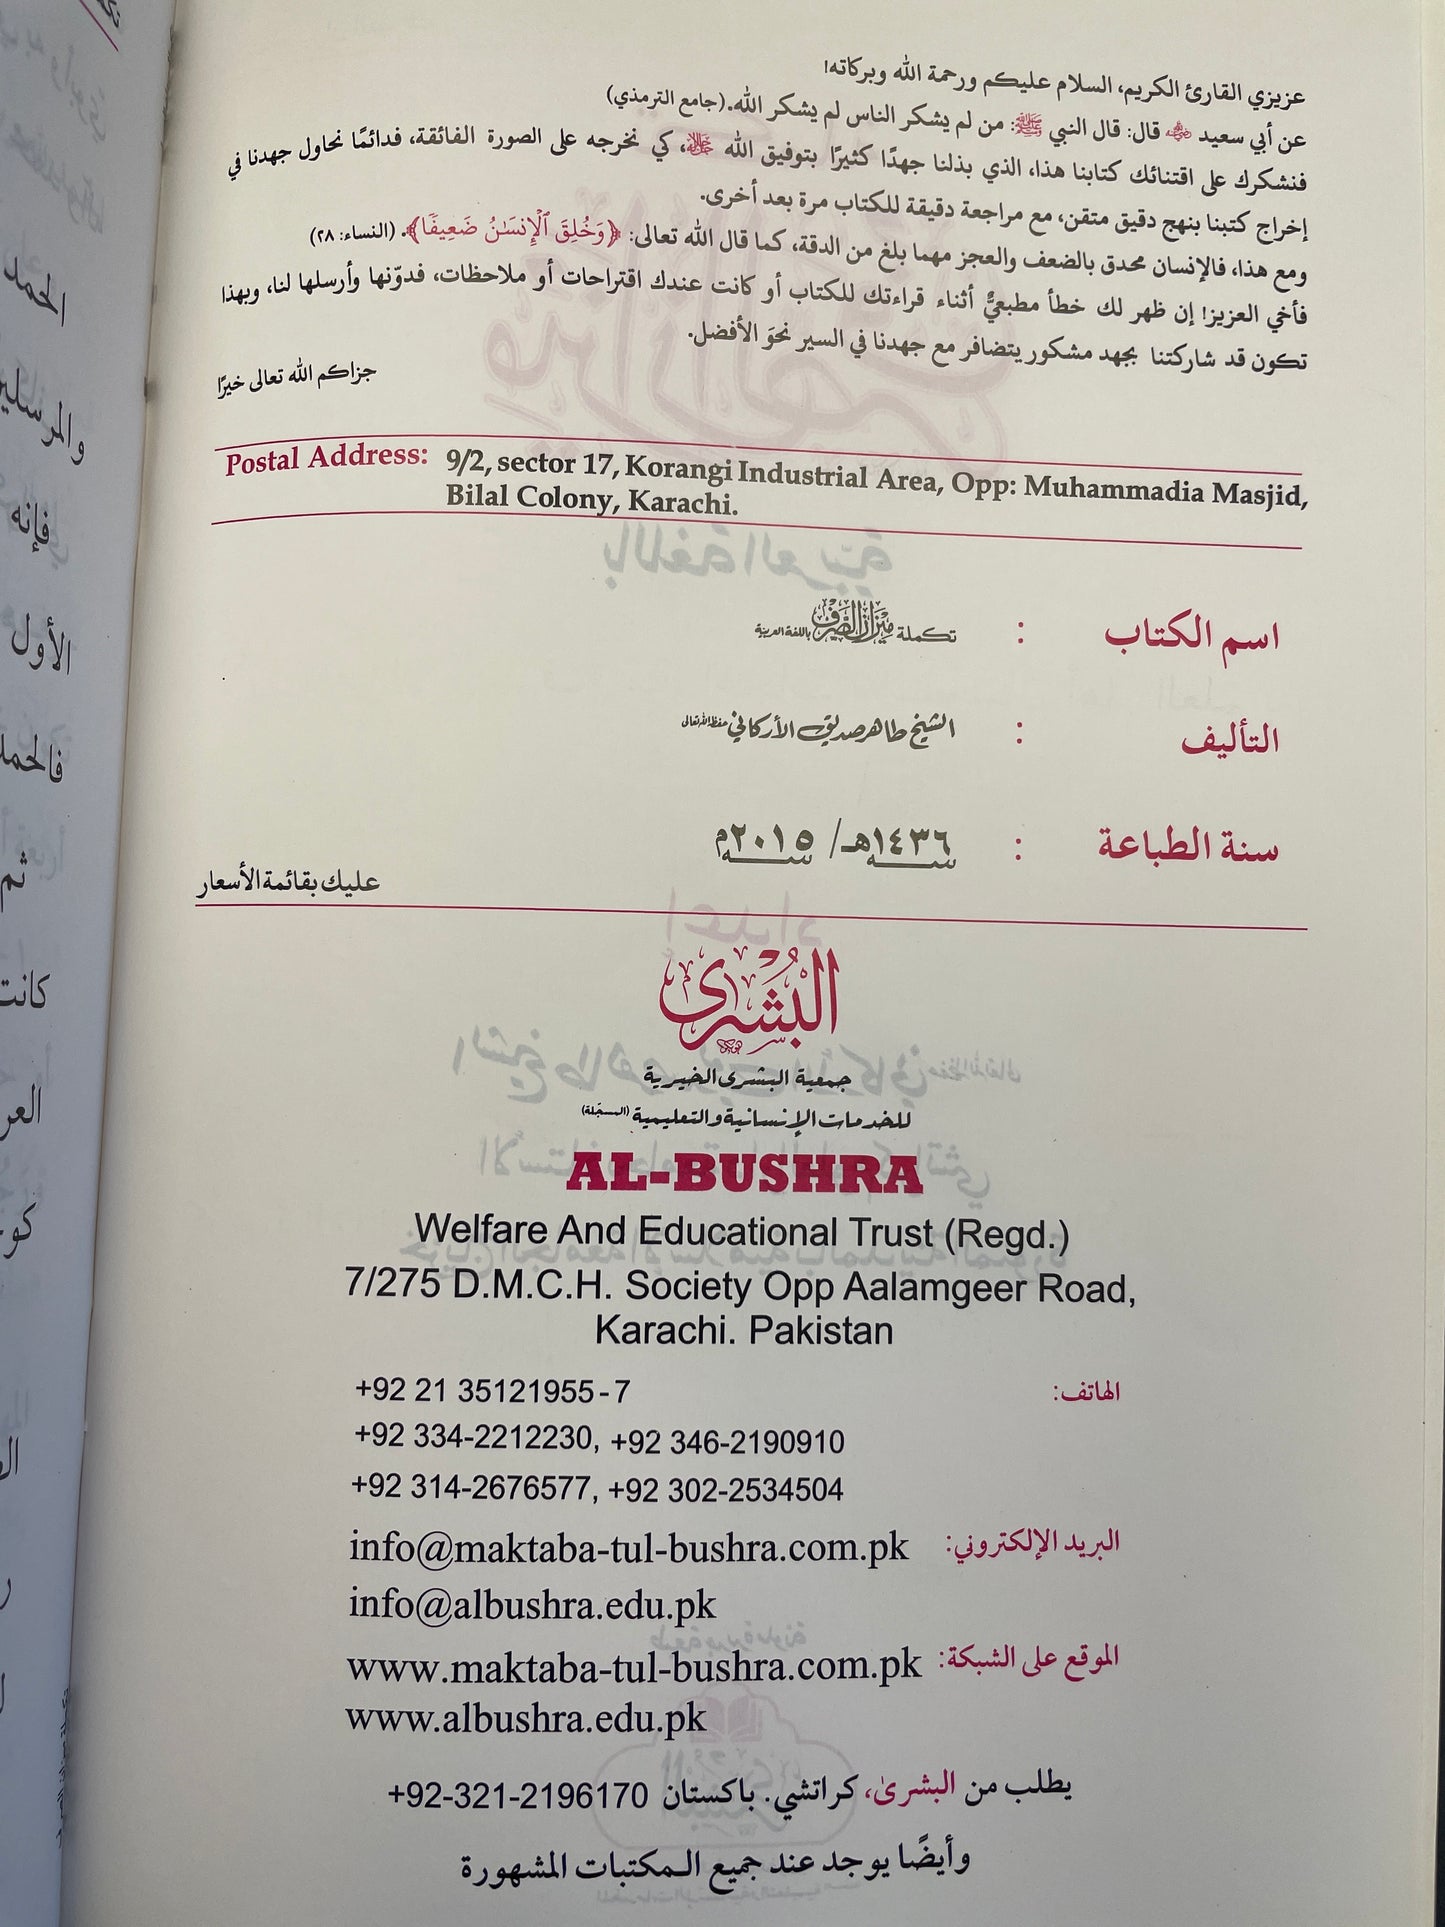 عزيزي القارئ الكريم، السلام عليكم ورحمة الله وبركاته!
عن أبي سعيد ﵁ قال: قال النبي ﷺ: من لم يشكر الناس لم يشكر الله. (جامع الترمذي)
فنشكرك على اقتنائك كتابنا هذا، الذي بذلنا جهدًا كثيرًا بتوفيق الله ﷻ، كي نخرجه على الصورة الفائقة، فدائمًا نحاول جهدنا في
إخراج كتبنا بنهج دقيق متقن، مع مراجعة دقيقة للكتاب مرة بعد أخرى.
ومع هذا، فالإنسان محدق بالضعف والعجز مهما بلغ من الدقة، كما قال الله تعالى: ﴿وَخُلِقَ ٱلْإِنسَٰنُ ضَعِيفًا﴾. (النساء: ٢٨)
فأخي العزيز! إن ظهر لك خطأ مطبعيٌّ أثناء قراءتك للكتاب أو كانت عندك اقتراحات أو ملاحظات، فدوّنها وأرسلها لنا، وبهذا
تكون قد شاركتنا بجهد مشكور يتضافر مع جهدنا في السير نحوَ الأفضل.
جزاكم الله تعالى خيرًا
Postal Address: 9/2, sector 17, Korangi Industrial Area, Opp: Muhammadia Masjid,
Bilal Colony, Karachi.
اسم الكتاب : تكملة ميزان الصرف باللغة العربية
التأليف : الشيخ طاهر صديق الأركاني حفظه الله تعالى
سنة الطباعة : ١٤٣٦هـ/ ٢٠١٥م
عليك بقائمة الأسعار
البشرى
جمعية البشرى الخيرية
للخدمات الإنسانية والتعليمية (المسجّلة)
AL-BUSHRA
Welfare And Educational Trust (Regd.)
7/275 D.M.C.H. Society Opp Aalamgeer Road,
Karachi. Pakistan
الهاتف: +92 21 35121955-7
+92 334-2212230, +92 346-2190910
+92 314-2676577, +92 302-2534504
البريد الإلكتروني: info@maktaba-tul-bushra.com.pk
info@albushra.edu.pk
الموقع على الشبكة: www.maktaba-tul-bushra.com.pk
www.albushra.edu.pk
يطلب من البشرىٰ، كراتشي. باكستان +92-321-2196170
وأيضًا يوجد عند جميع المكتبات المشهورة